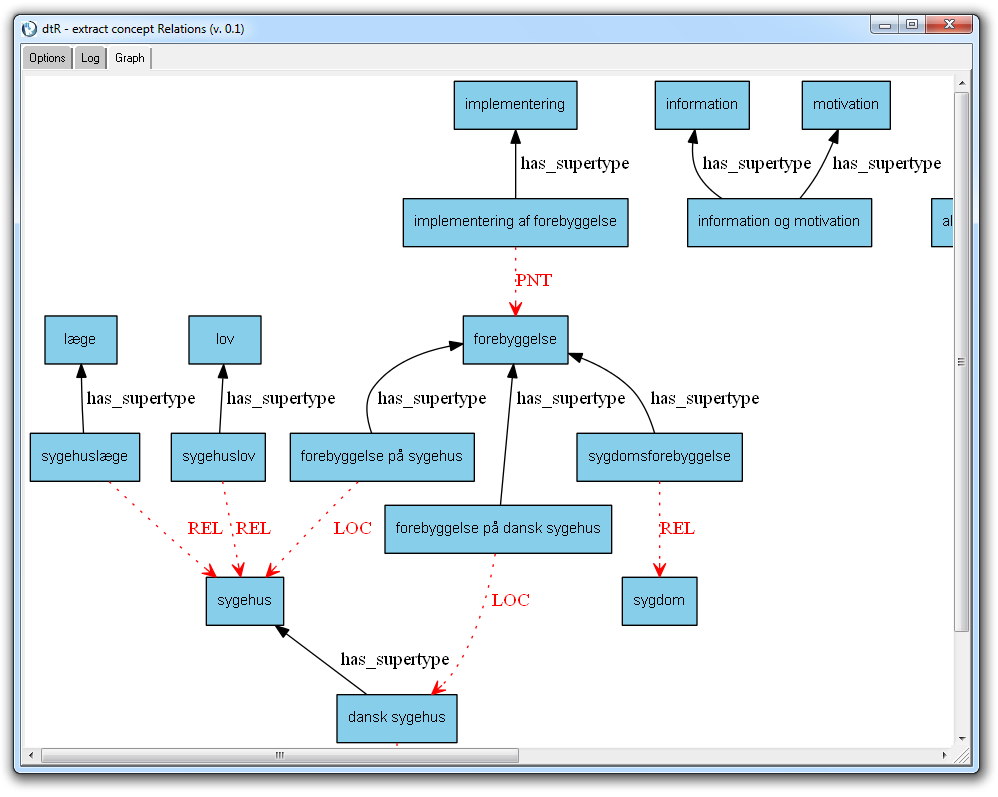 dtR - extract concept Relations (v. 0.1)
Options Log Graph
implementering information motivation
has_supertype has_supertype has_supertype
implementering af forebyggelse information og motivation al
PNT
læge lov forebyggelse
has_supertype has_supertype has_supertype has_supertype has_supertype
sygehuslæge sygehuslov forebyggelse på sygehus sygdomsforebyggelse
REL REL LOC forebyggelse på dansk sygehus REL
sygehus LOC sygdom
has_supertype
dansk sygehus